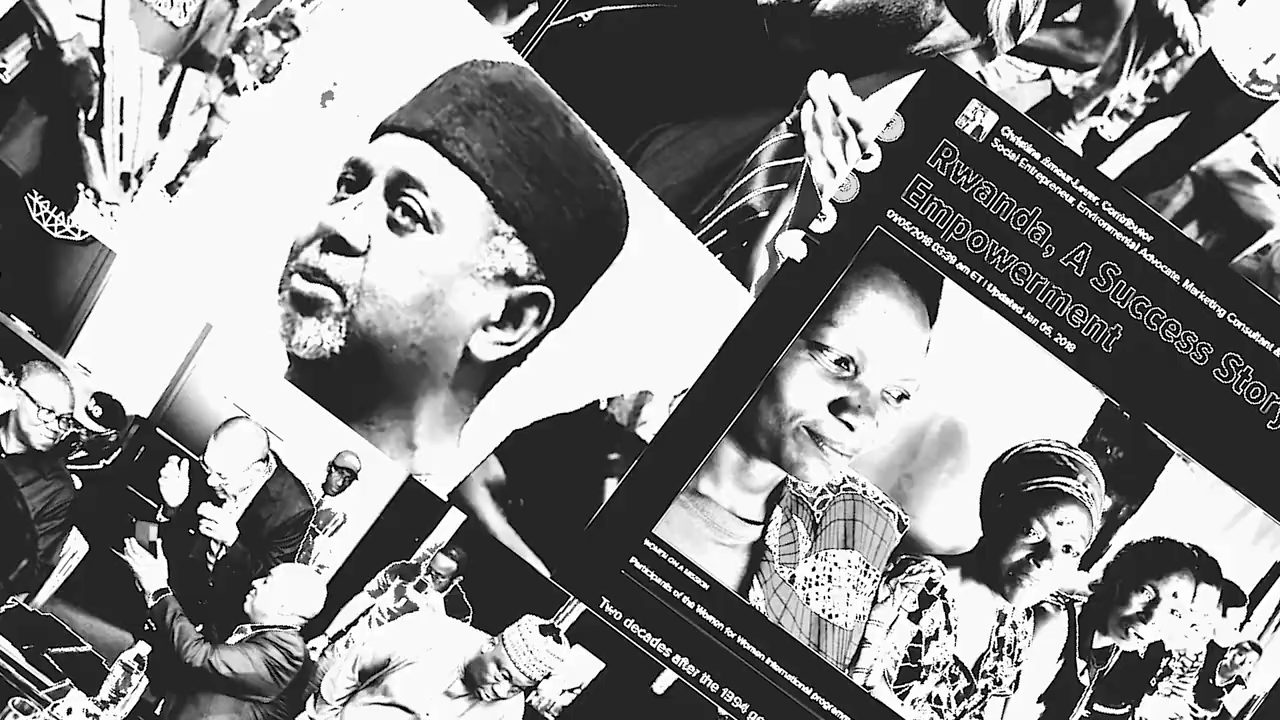 Christine Amour-Levar, Contributor
Social Entrepreneur, Environmental Advocate, Marketing Consultant &
Rwanda, A Success Story
Empowerment
01/05/2018 03:39 am ET | Updated Jan 05, 2018
WOMEN ON A MISSION
Participants of the Women for Women International programm
Two decades after the 1994 ge